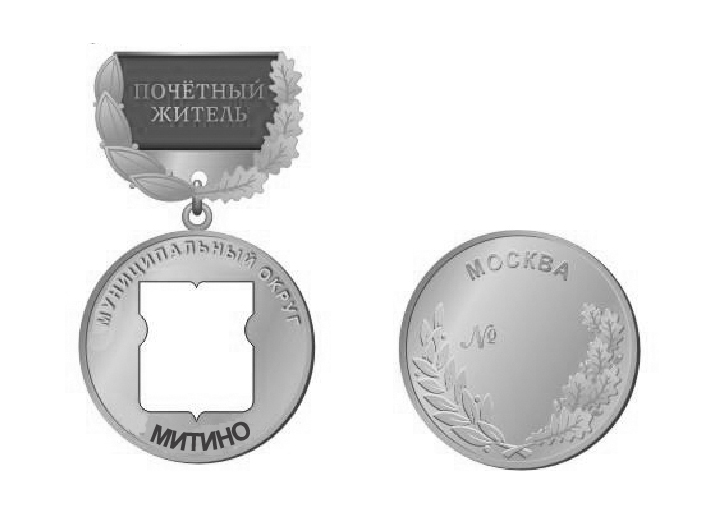 ПОЧЁТНЫЙ
ЖИТЕЛЬ
МУНИЦИПАЛЬНЫЙ ОКРУГ
МИТИНО
МОСКВА
№